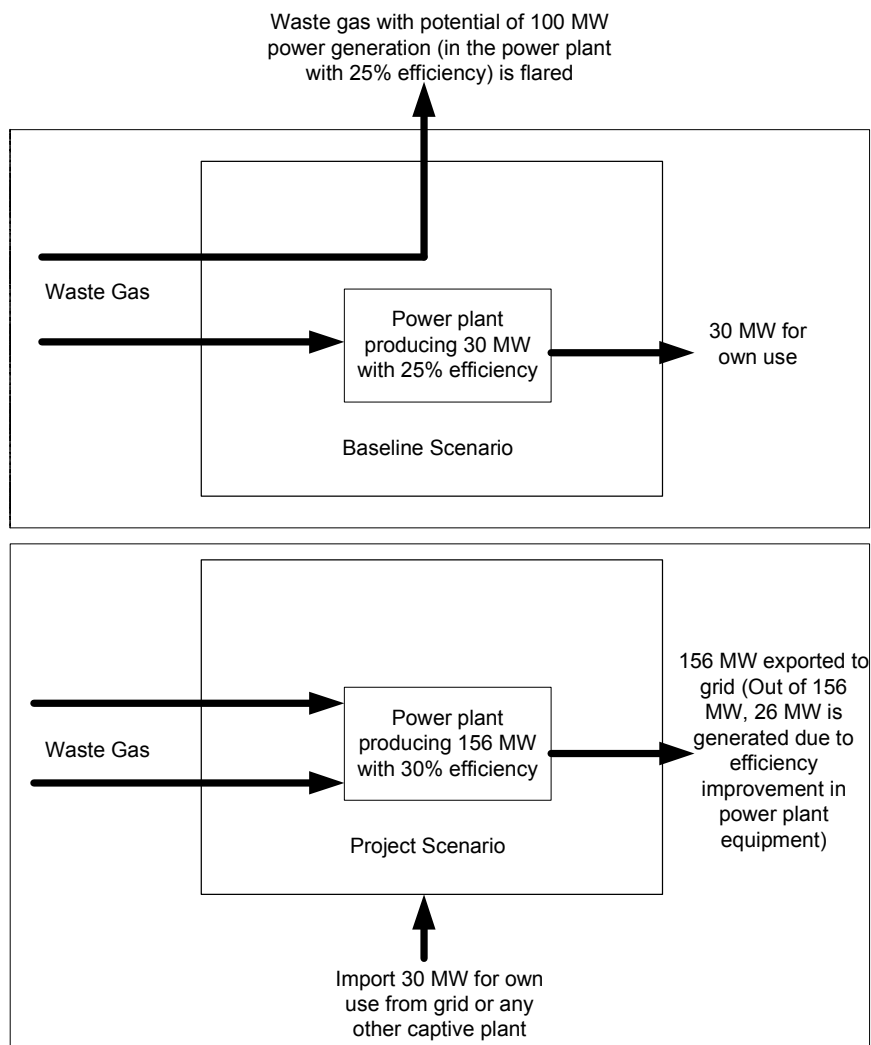 Waste gas with potential of 100 MW
power generation (in the power plant
with 25% efficiency) is flared
Waste Gas
Power plant
producing 30 MW
with 25% efficiency
30 MW for
own use
Baseline Scenario
156 MW exported to
grid (Out of 156
MW, 26 MW is
generated due to
efficiency
improvement in
power plant
equipment)
Waste Gas
Power plant
producing 156 MW
with 30% efficiency
Project Scenario
Import 30 MW for own
use from grid or any
other captive plant